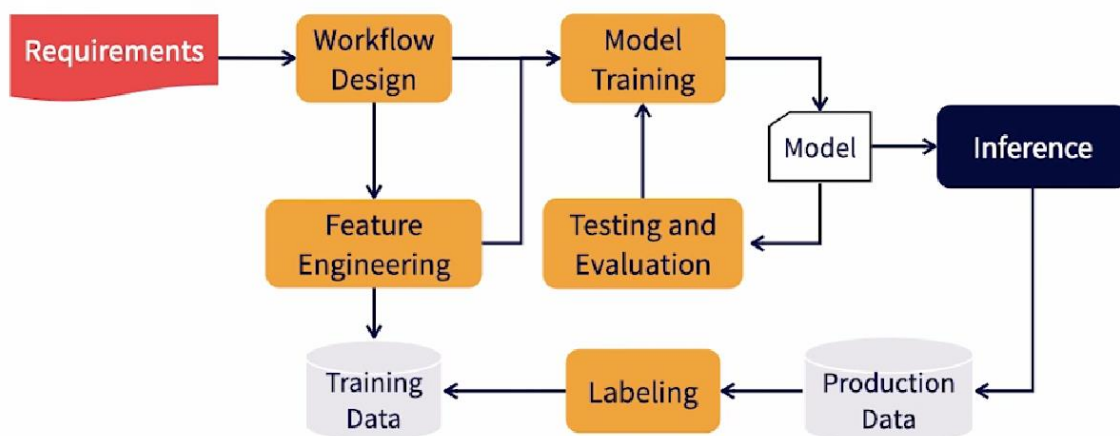 Requirements
Workflow
Design
Model
Training
Model
Inference
Feature
Engineering
Testing and
Evaluation
Training
Data
Labeling
Production
Data